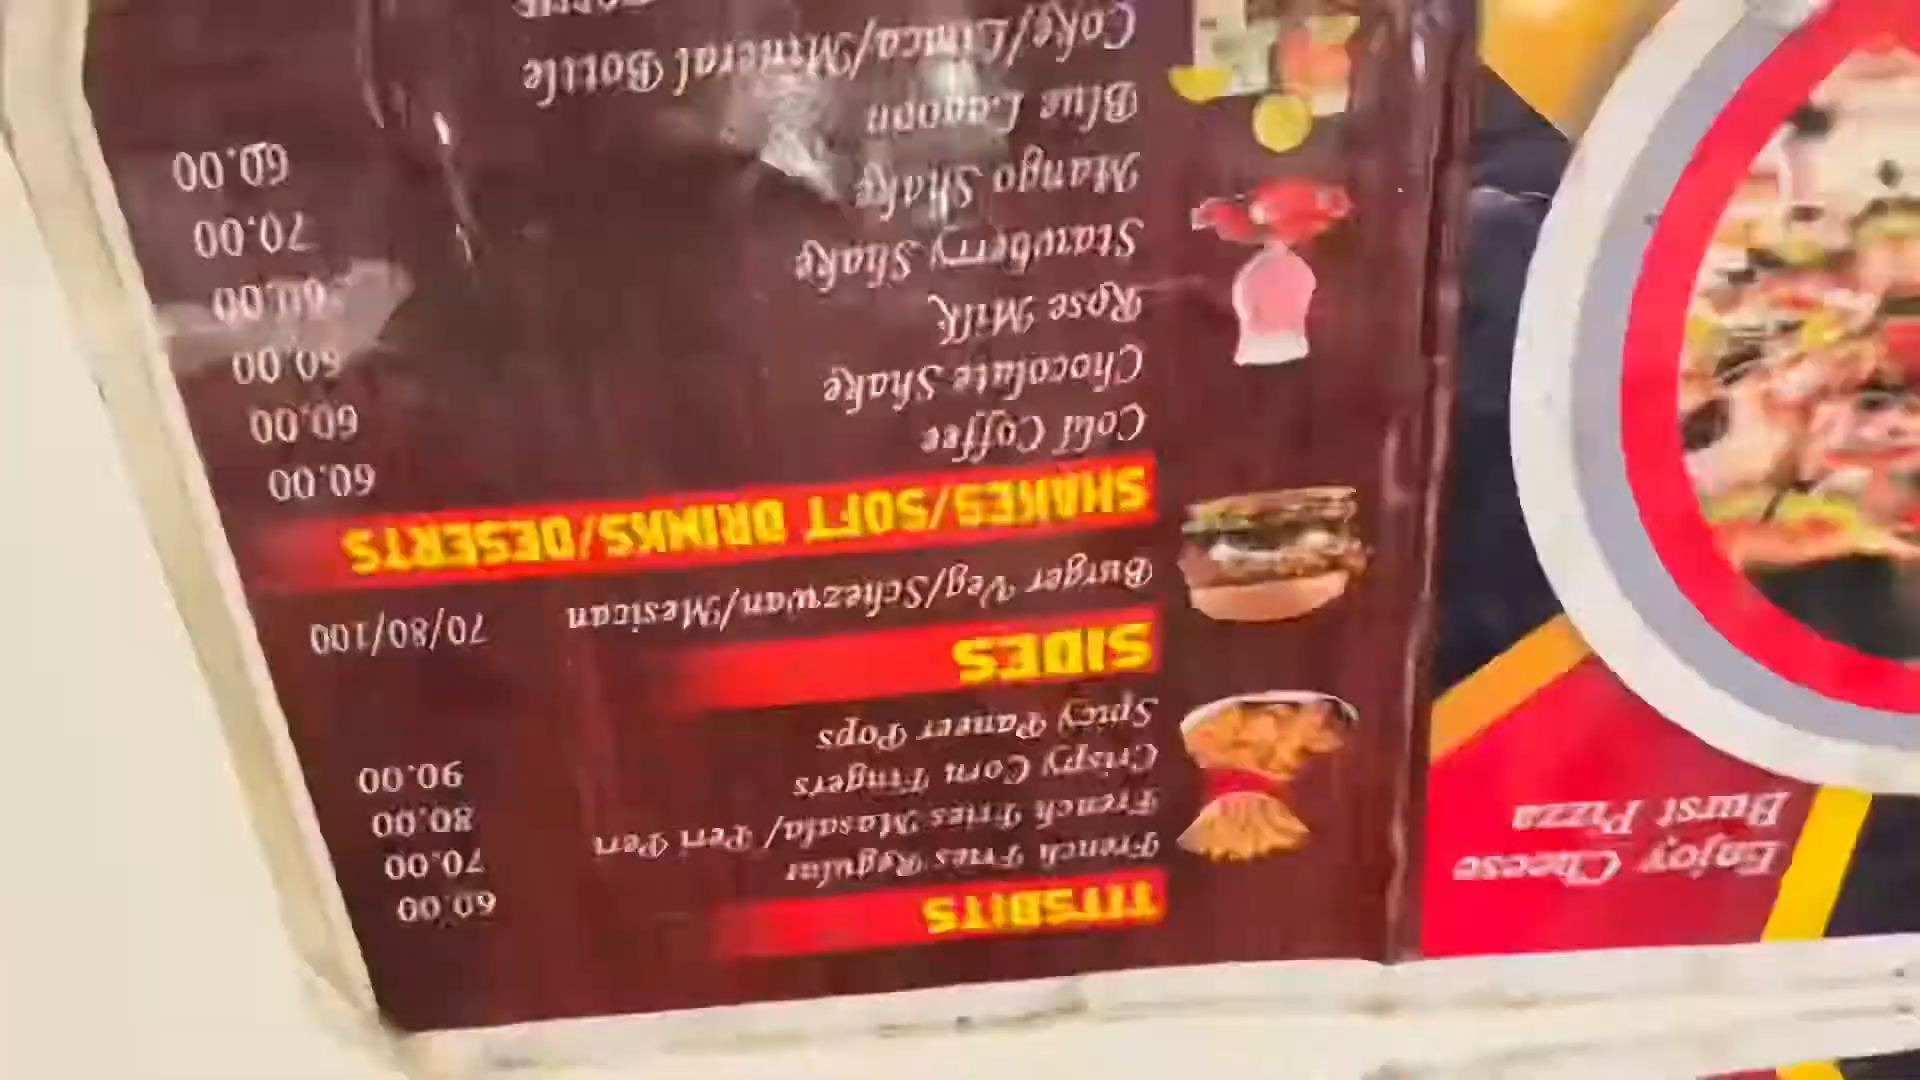 TITSBITS
French Fries Regular 60.00
French Fries Masala/ Peri Peri 70.00
Crispy Corn Fingers 80.00
Spicy Paneer Pops 90.00
SIDES
Burger Veg/Schezwan/Mexican 70/80/100
SHAKES/SOFT DRINKS/DESERTS
Cold Coffee 60.00
Chocolate Shake 60.00
Rose Milk 60.00
Stawberry Shake 60.00
Mango Shake 70.00
Blue Lagoon 60.00
Coke/Limca/Mineral Bottle
Enjoy Cheese
Burst Pizza